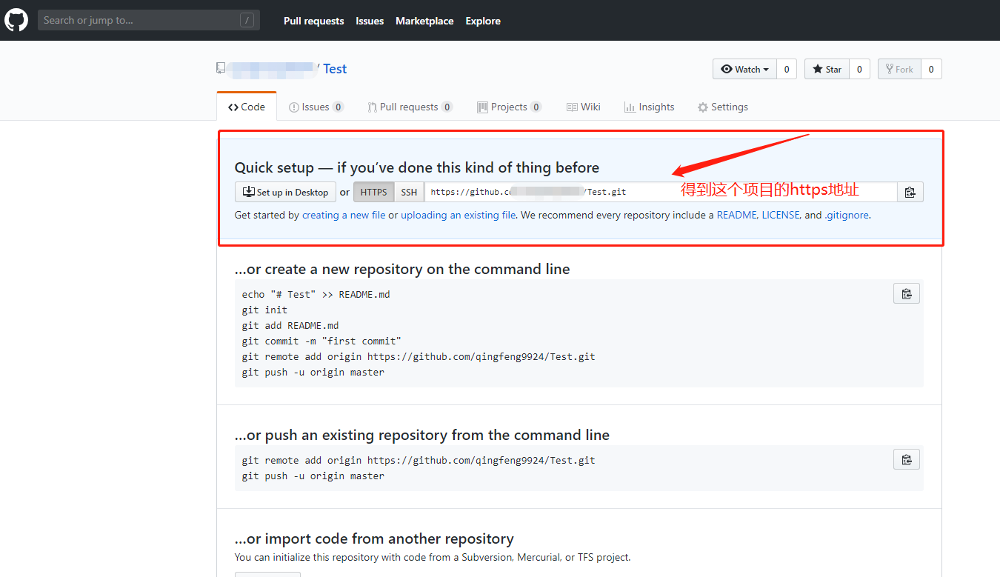 Search or jump to… /
Pull requests Issues Marketplace Explore
/ Test
Watch 0 Star 0 Fork 0
Code Issues 0 Pull requests 0 Projects 0 Wiki Insights Settings
Quick setup — if you’ve done this kind of thing before
Set up in Desktop or HTTPS SSH https://github.c /Test.git
得到这个项目的https地址
Get started by creating a new file or uploading an existing file. We recommend every repository include a README, LICENSE, and .gitignore.
…or create a new repository on the command line
echo "# Test" >> README.md
git init
git add README.md
git commit -m "first commit"
git remote add origin https://github.com/qingfeng9924/Test.git
git push -u origin master
…or push an existing repository from the command line
git remote add origin https://github.com/qingfeng9924/Test.git
git push -u origin master
…or import code from another repository
You can initialize this repository with code from a Subversion, Mercurial, or TFS project.